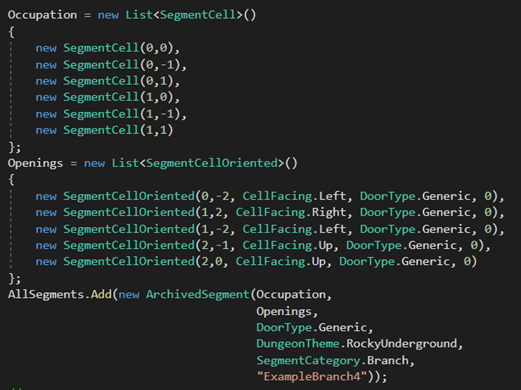 Occupation = new List<SegmentCell>()
{
    new SegmentCell(0,0),
    new SegmentCell(0,-1),
    new SegmentCell(0,1),
    new SegmentCell(1,0),
    new SegmentCell(1,-1),
    new SegmentCell(1,1)
};
Openings = new List<SegmentCellOriented>()
{
    new SegmentCellOriented(0,-2, CellFacing.Left, DoorType.Generic, 0),
    new SegmentCellOriented(1,2, CellFacing.Right, DoorType.Generic, 0),
    new SegmentCellOriented(1,-2, CellFacing.Left, DoorType.Generic, 0),
    new SegmentCellOriented(2,-1, CellFacing.Up, DoorType.Generic, 0),
    new SegmentCellOriented(2,0, CellFacing.Up, DoorType.Generic, 0)
};
AllSegments.Add(new ArchivedSegment(Occupation,
                                    Openings,
                                    DoorType.Generic,
                                    DungeonTheme.RockyUnderground,
                                    SegmentCategory.Branch,
                                    "ExampleBranch4"));